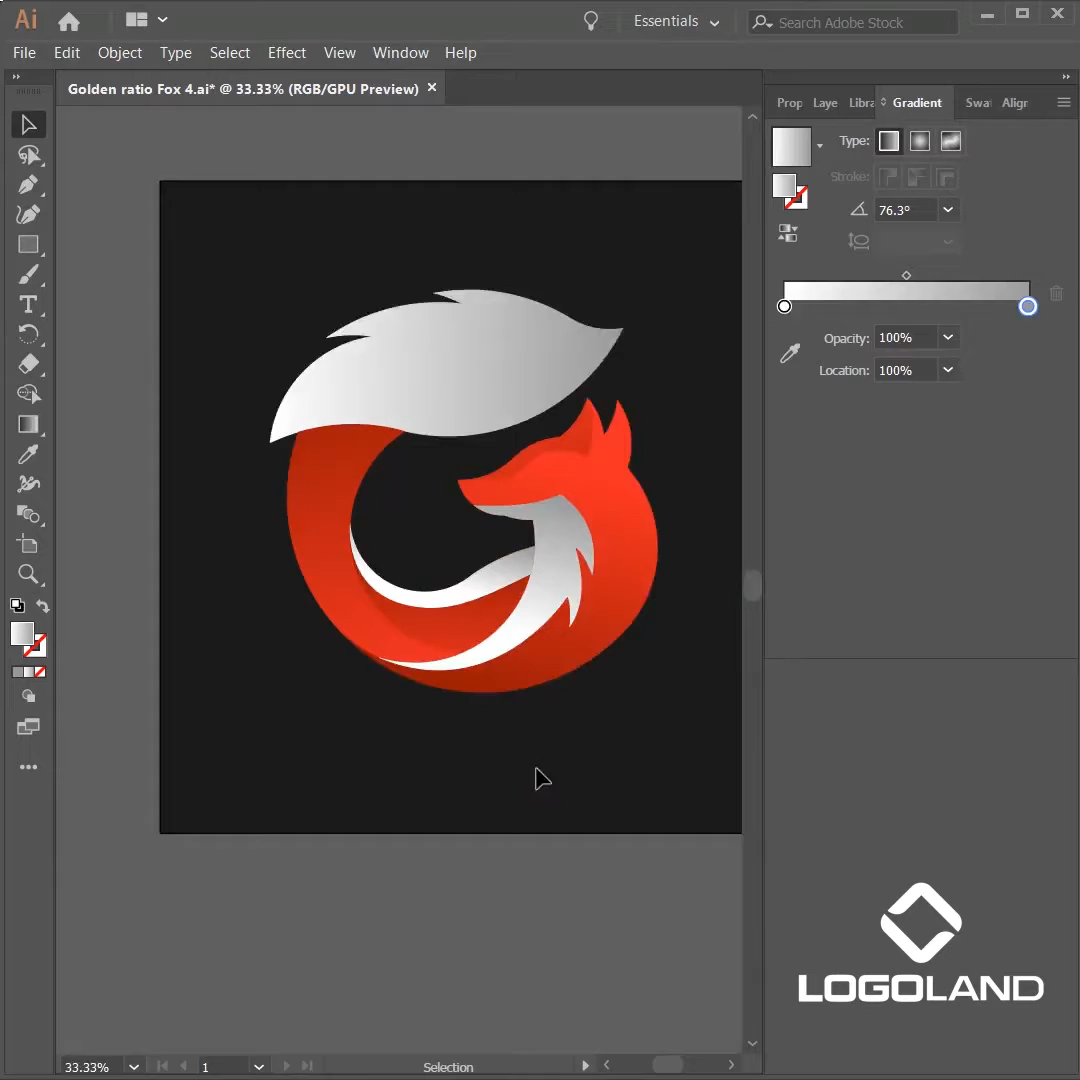 Ai
Essentials
Search Adobe Stock
File Edit Object Type Select Effect View Window Help
Golden ratio Fox 4.ai* @ 33.33% (RGB/GPU Preview)
Prop Laye Libra Gradient Swat Aligr
Type:
Stroke:
76.3°
Opacity: 100%
Location: 100%
LOGOLAND
33.33% 1 Selection